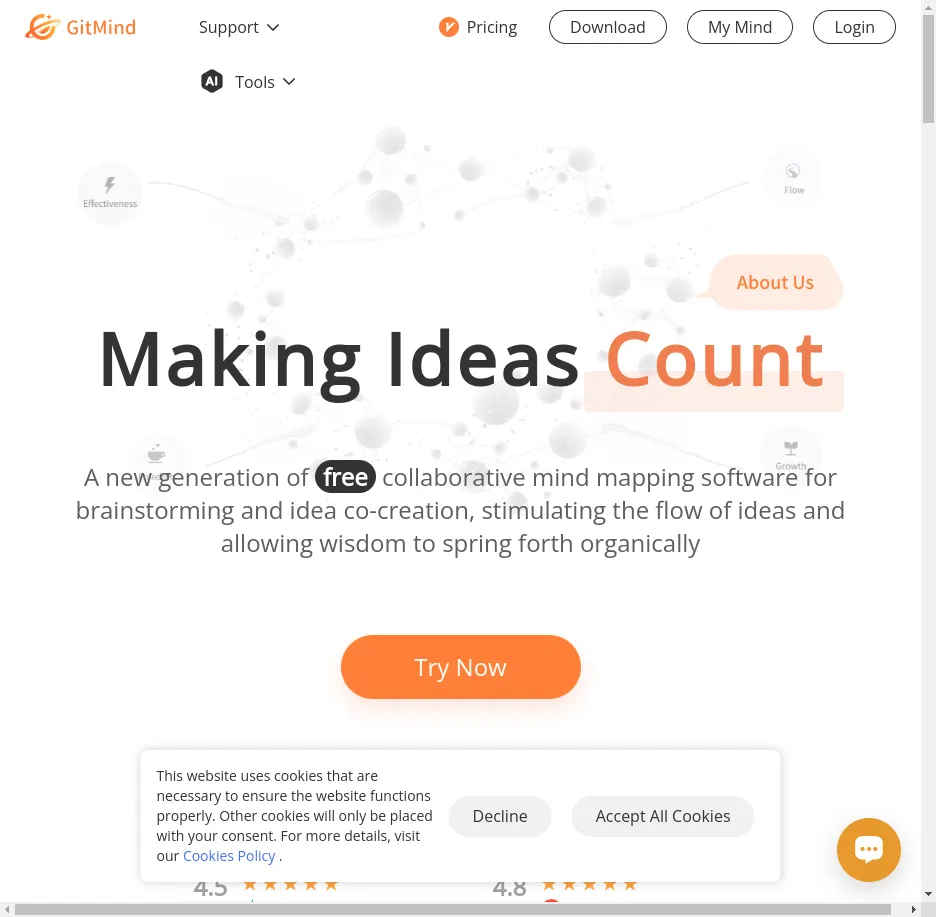 GitMind
Support
Pricing
Download
My Mind
Login
AI
Tools
Effectiveness
Flow
About Us
Making Ideas Count
Growth
A new generation of free collaborative mind mapping software for
brainstorming and idea co-creation, stimulating the flow of ideas and
allowing wisdom to spring forth organically
Try Now
This website uses cookies that are
necessary to ensure the website functions
properly. Other cookies will only be placed
with your consent. For more details, visit
our Cookies Policy .
Decline
Accept All Cookies
4.5
4.8